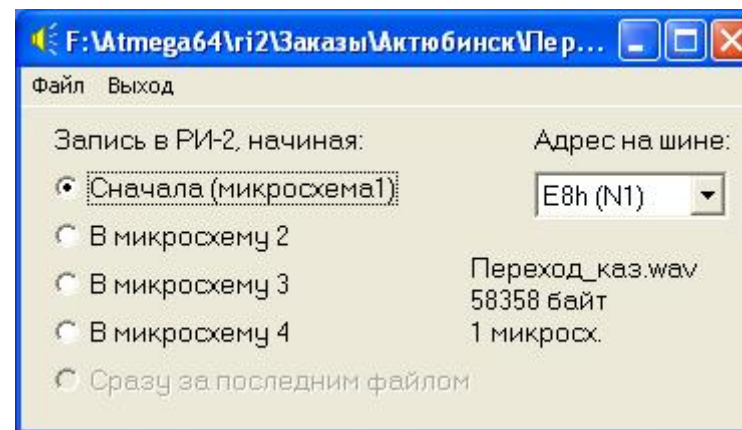 F:\Atmega64\ri2\Заказы\Актюбинск\Пер...
Файл Выход
Запись в РИ-2, начиная:
Адрес на шине:
Сначала (микросхема1)
E8h (N1)
В микросхему 2
В микросхему 3
В микросхему 4
Сразу за последним файлом
Переход_каз.wav
58358 байт
1 микросх.